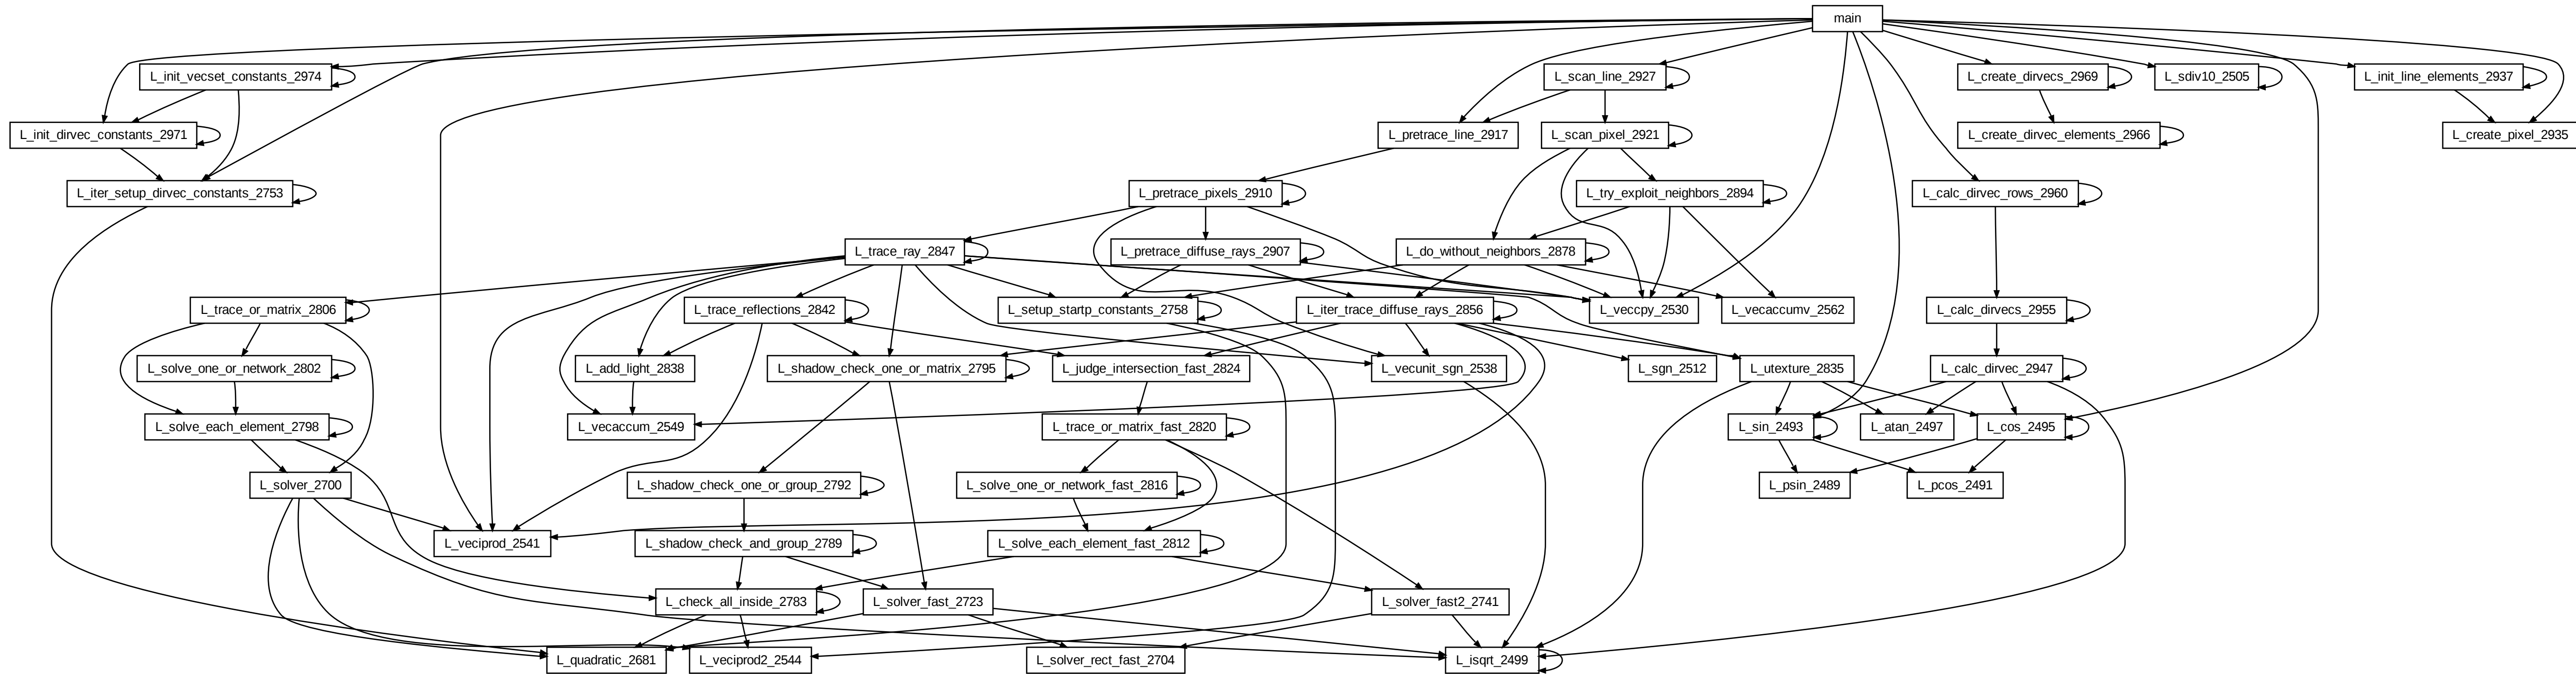 main
L_init_vecset_constants_2974
L_scan_line_2927
L_create_dirvecs_2969
L_sdiv10_2505
L_init_line_elements_2937
L_init_dirvec_constants_2971
L_pretrace_line_2917
L_scan_pixel_2921
L_create_dirvec_elements_2966
L_create_pixel_2935
L_iter_setup_dirvec_constants_2753
L_pretrace_pixels_2910
L_try_exploit_neighbors_2894
L_calc_dirvec_rows_2960
L_trace_ray_2847
L_pretrace_diffuse_rays_2907
L_do_without_neighbors_2878
L_trace_or_matrix_2806
L_trace_reflections_2842
L_setup_startp_constants_2758
L_iter_trace_diffuse_rays_2856
L_veccpy_2530
L_vecaccumv_2562
L_calc_dirvecs_2955
L_solve_one_or_network_2802
L_add_light_2838
L_shadow_check_one_or_matrix_2795
L_judge_intersection_fast_2824
L_vecunit_sgn_2538
L_sgn_2512
L_utexture_2835
L_calc_dirvec_2947
L_solve_each_element_2798
L_vecaccum_2549
L_trace_or_matrix_fast_2820
L_sin_2493
L_atan_2497
L_cos_2495
L_solver_2700
L_shadow_check_one_or_group_2792
L_solve_one_or_network_fast_2816
L_psin_2489
L_pcos_2491
L_veciprod_2541
L_shadow_check_and_group_2789
L_solve_each_element_fast_2812
L_check_all_inside_2783
L_solver_fast_2723
L_solver_fast2_2741
L_quadratic_2681
L_veciprod2_2544
L_solver_rect_fast_2704
L_isqrt_2499